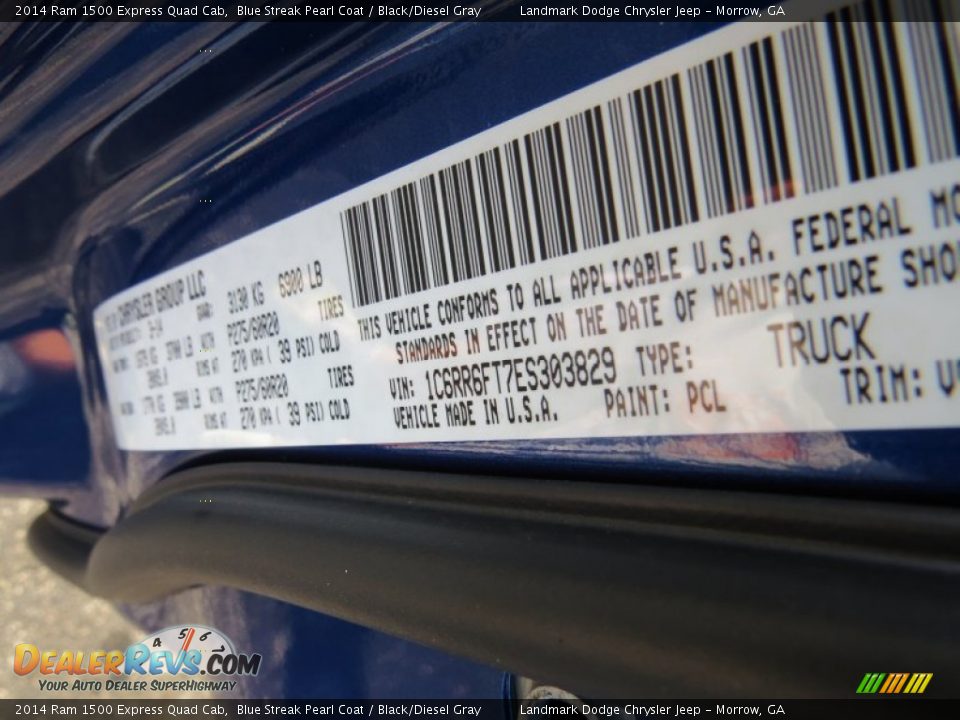 2014 Ram 1500 Express Quad Cab, Blue Streak Pearl Coat / Black/Diesel Gray Landmark Dodge Chrysler Jeep - Morrow, GA
CHRYSLER GROUP LLC
3130 KG 6900 LB
P275/60R20 TIRES
270 KPA ( 39 PSI) COLD
P275/60R20 TIRES
270 KPA ( 39 PSI) COLD
THIS VEHICLE CONFORMS TO ALL APPLICABLE U.S.A. FEDERAL
STANDARDS IN EFFECT ON THE DATE OF MANUFACTURE
VIN: 1C6RR6FT7ES303829 TYPE: TRUCK
VEHICLE MADE IN U.S.A. PAINT: PCL TRIM:
4 5 6
DEALERREVS.COM
YOUR AUTO DEALER SUPERHIGHWAY
2014 Ram 1500 Express Quad Cab, Blue Streak Pearl Coat / Black/Diesel Gray Landmark Dodge Chrysler Jeep - Morrow, GA